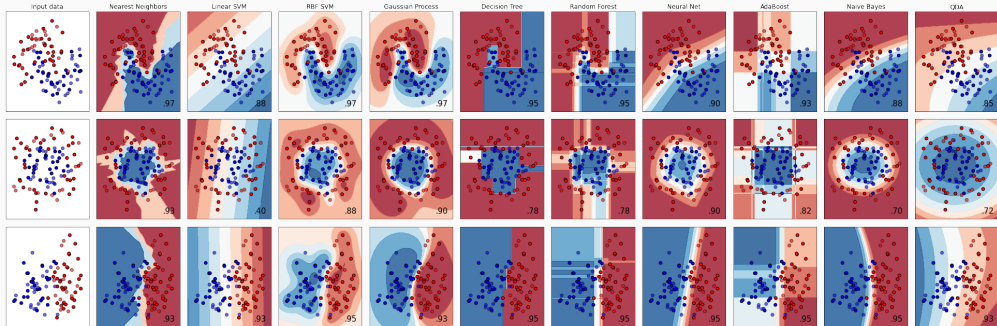 Input data Nearest Neighbors Linear SVM RBF SVM Gaussian Process Decision Tree Random Forest Neural Net AdaBoost Naive Bayes QDA
.97 .88 .97 .97 .95 .95 .90 .93 .88 .85
.93 .40 .88 .90 .78 .78 .90 .82 .70 .72
.93 .93 .95 .93 .95 .95 .95 .95 .95 .93